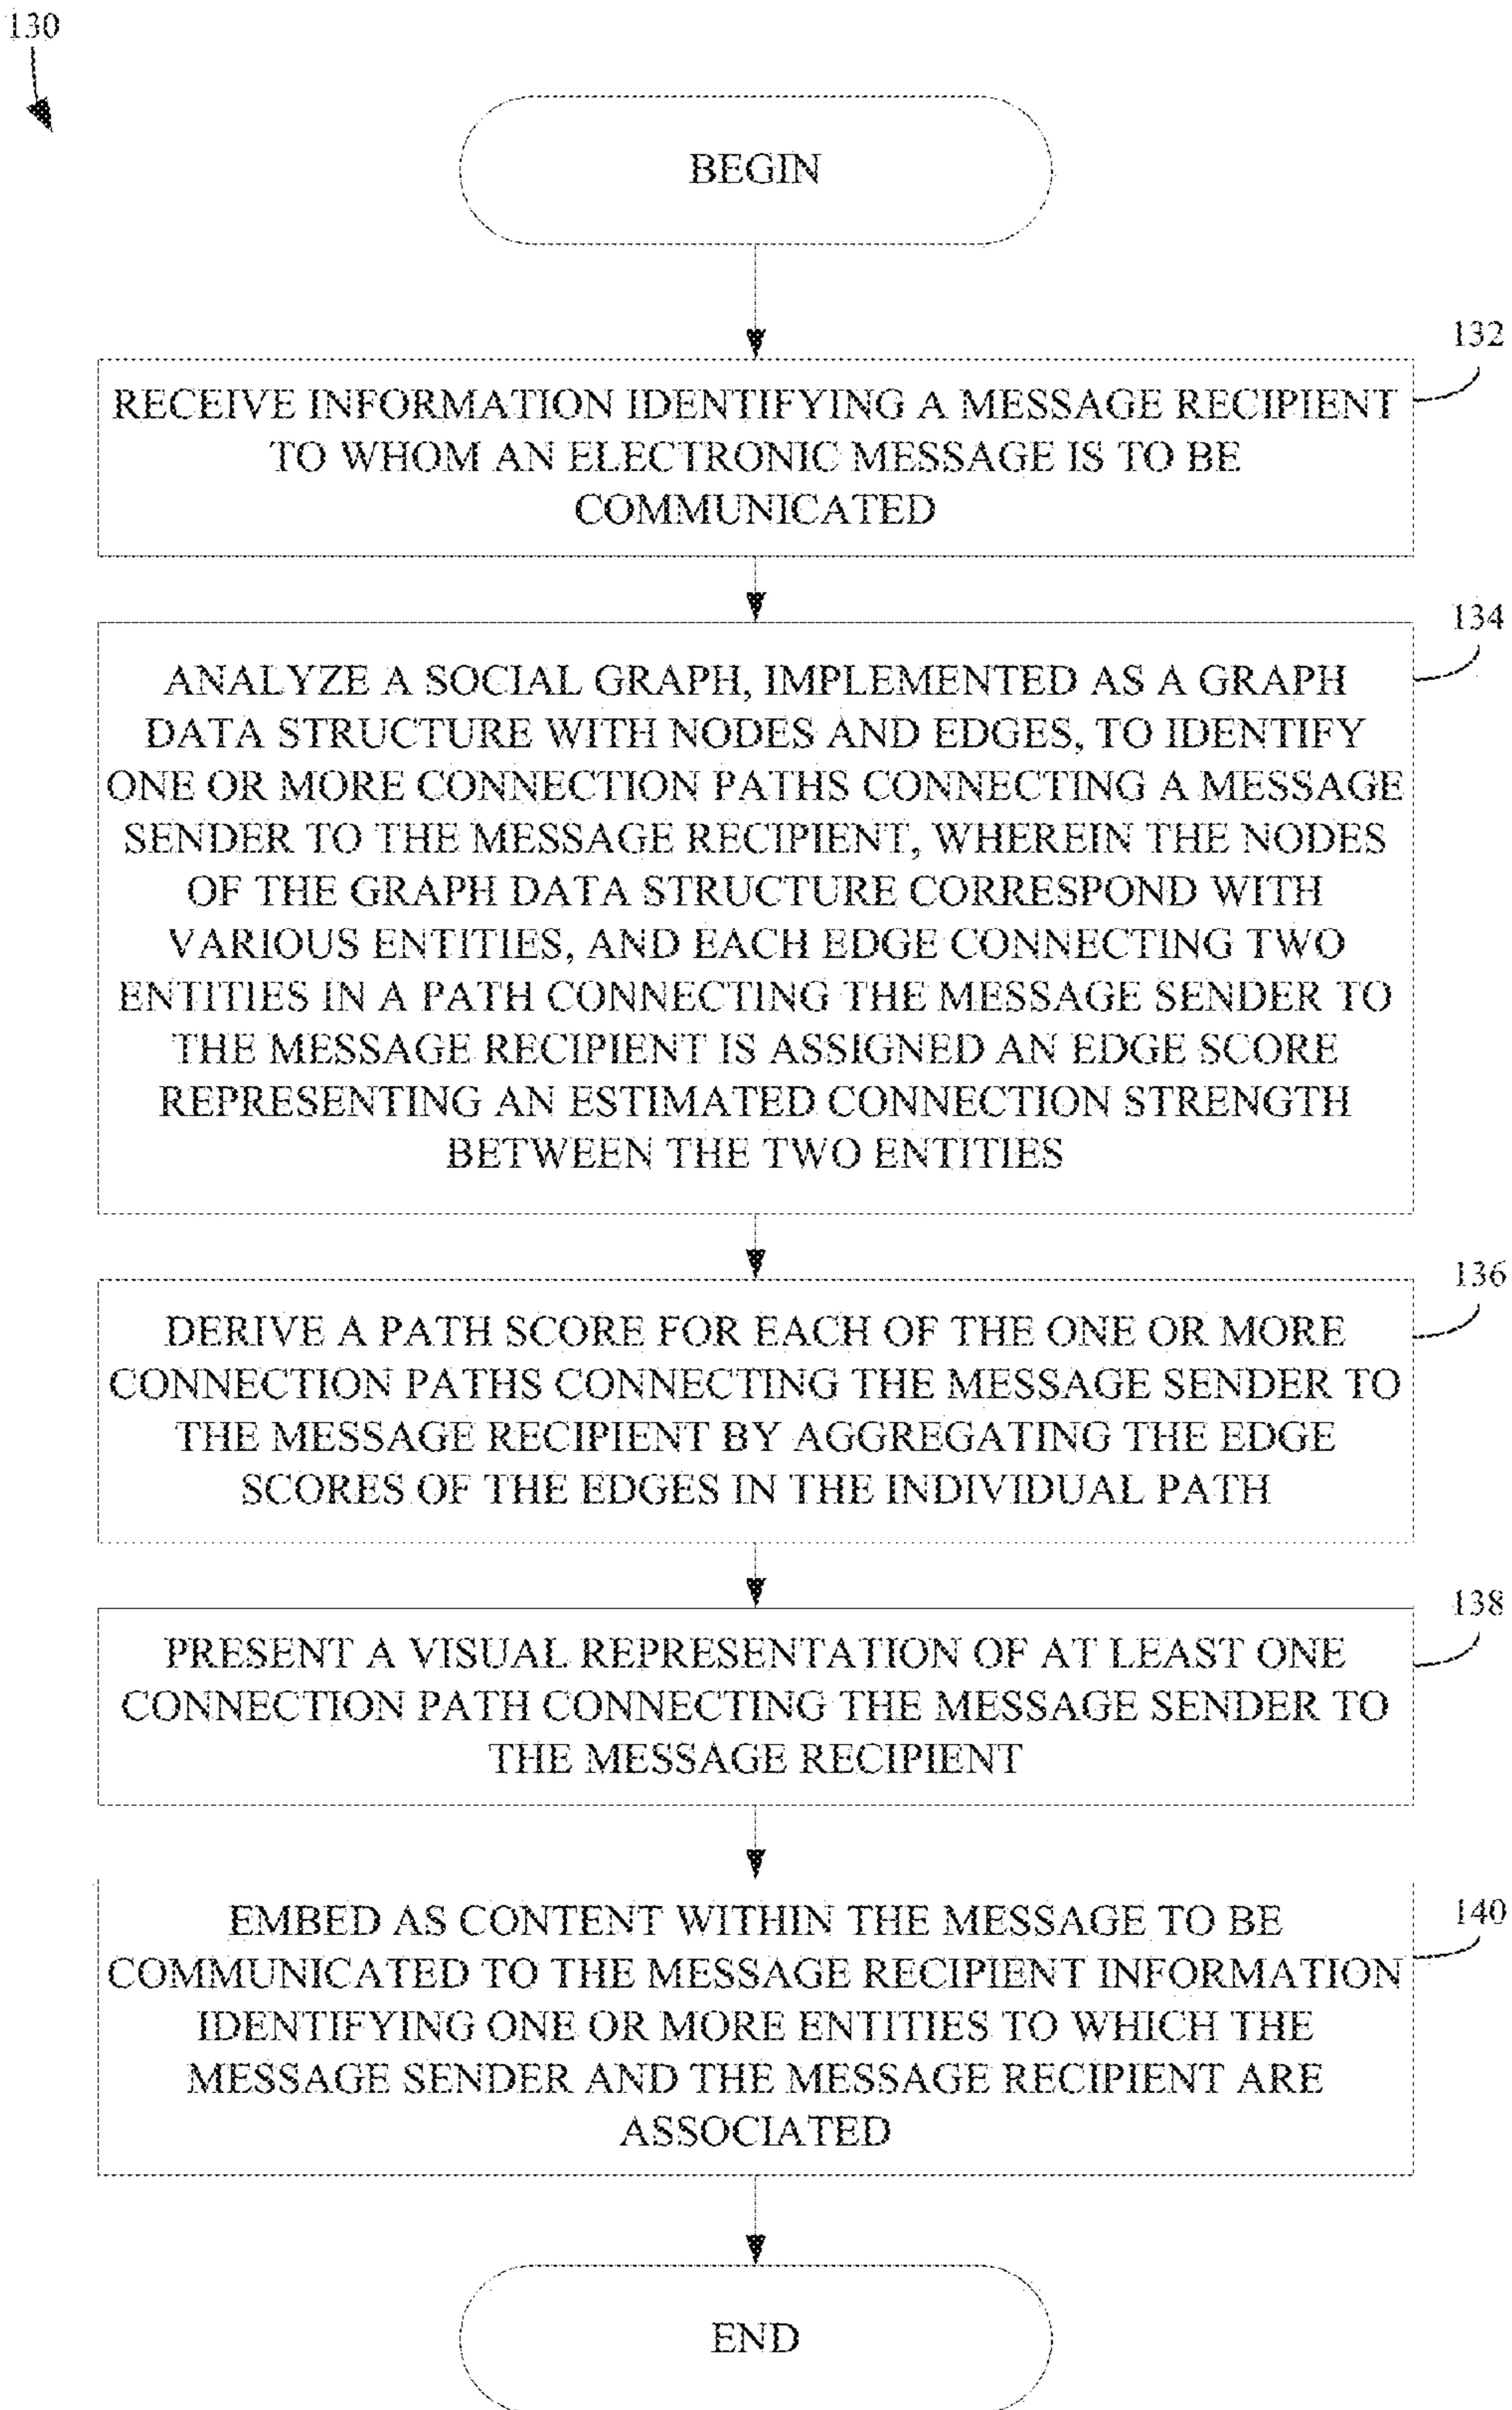 130
BEGIN
132
RECEIVE INFORMATION IDENTIFYING A MESSAGE RECIPIENT
TO WHOM AN ELECTRONIC MESSAGE IS TO BE
COMMUNICATED
134
ANALYZE A SOCIAL GRAPH, IMPLEMENTED AS A GRAPH
DATA STRUCTURE WITH NODES AND EDGES, TO IDENTIFY
ONE OR MORE CONNECTION PATHS CONNECTING A MESSAGE
SENDER TO THE MESSAGE RECIPIENT, WHEREIN THE NODES
OF THE GRAPH DATA STRUCTURE CORRESPOND WITH
VARIOUS ENTITIES, AND EACH EDGE CONNECTING TWO
ENTITIES IN A PATH CONNECTING THE MESSAGE SENDER TO
THE MESSAGE RECIPIENT IS ASSIGNED AN EDGE SCORE
REPRESENTING AN ESTIMATED CONNECTION STRENGTH
BETWEEN THE TWO ENTITIES
136
DERIVE A PATH SCORE FOR EACH OF THE ONE OR MORE
CONNECTION PATHS CONNECTING THE MESSAGE SENDER TO
THE MESSAGE RECIPIENT BY AGGREGATING THE EDGE
SCORES OF THE EDGES IN THE INDIVIDUAL PATH
138
PRESENT A VISUAL REPRESENTATION OF AT LEAST ONE
CONNECTION PATH CONNECTING THE MESSAGE SENDER TO
THE MESSAGE RECIPIENT
140
EMBED AS CONTENT WITHIN THE MESSAGE TO BE
COMMUNICATED TO THE MESSAGE RECIPIENT INFORMATION
IDENTIFYING ONE OR MORE ENTITIES TO WHICH THE
MESSAGE SENDER AND THE MESSAGE RECIPIENT ARE
ASSOCIATED
END